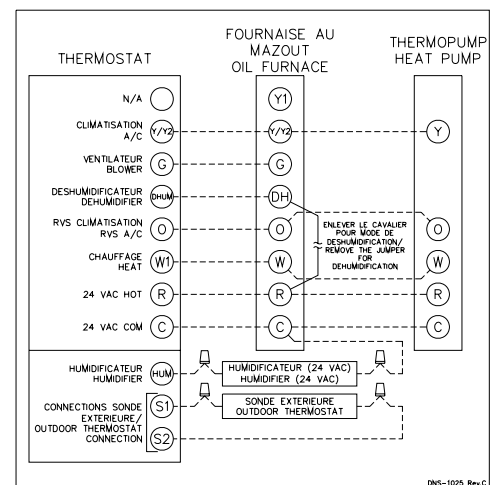 THERMOSTAT
FOURNAISE AU
MAZOUT
OIL FURNACE
THERMOPUMP
HEAT PUMP
N/A
Y1
CLIMATISATION
A/C
Y/Y2
Y/Y2
Y
VENTILATEUR
BLOWER
G
G
DESHUMIDIFICATEUR
DEHUMIDIFIER
DHUM
DH
RVS CLIMATISATION
RVS A/C
O
O
O
ENLEVER LE CAVALIER
POUR MODE DE
DESHUMIDIFICATION/
REMOVE THE JUMPER
FOR
DEHUMIDIFICATION
CHAUFFAGE
HEAT
W1
W
W
24 VAC HOT
R
R
R
24 VAC COM
C
C
C
HUMIDIFICATEUR
HUMIDIFIER
HUM
HUMIDIFICATEUR (24 VAC)
HUMIDIFIER (24 VAC)
CONNECTIONS SONDE
EXTERIEURE/
OUTDOOR THERMOSTAT
CONNECTION
S1
S2
SONDE EXTERIEURE
OUTDOOR THERMOSTAT
DNS-1025 Rev.C